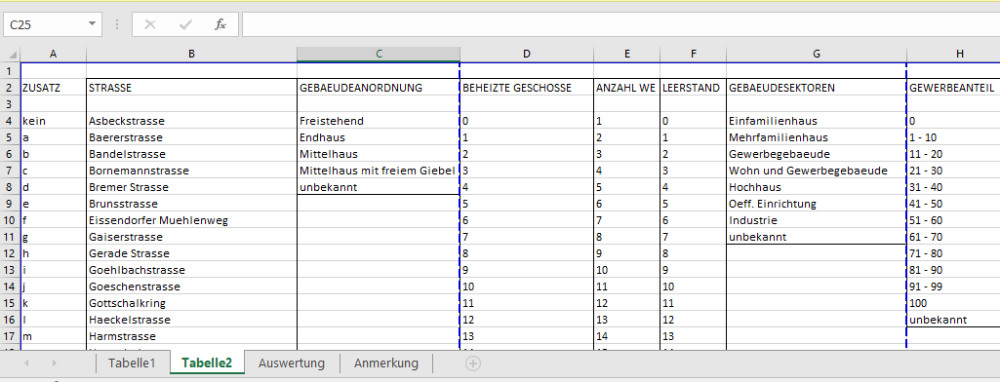 C25 fx
A B C D E F G H
1
2 ZUSATZ STRASSE GEBAEUDEANORDNUNG BEHEIZTE GESCHOSSE ANZAHL WE LEERSTAND GEBAEUDESEKTOREN GEWERBEANTEIL
3
4 kein Asbeckstrasse Freistehend 0 1 0 Einfamilienhaus 0
5 a Baererstrasse Endhaus 1 2 1 Mehrfamilienhaus 1 - 10
6 b Bandelstrasse Mittelhaus 2 3 2 Gewerbegebaeude 11 - 20
7 c Bornemannstrasse Mittelhaus mit freiem Giebel 3 4 3 Wohn und Gewerbegebaeude 21 - 30
8 d Bremer Strasse unbekannt 4 5 4 Hochhaus 31 - 40
9 e Brunsstrasse 5 6 5 Oeff. Einrichtung 41 - 50
10 f Eissendorfer Muehlenweg 6 7 6 Industrie 51 - 60
11 g Gaiserstrasse 7 8 7 unbekannt 61 - 70
12 h Gerade Strasse 8 9 8 71 - 80
13 i Goehlbachstrasse 9 10 9 81 - 90
14 j Goeschenstrasse 10 11 10 91 - 99
15 k Gottschalkring 11 12 11 100
16 l Haeckelstrasse 12 13 12 unbekannt
17 m Harmstrasse 13 14 13
Tabelle1 Tabelle2 Auswertung Anmerkung